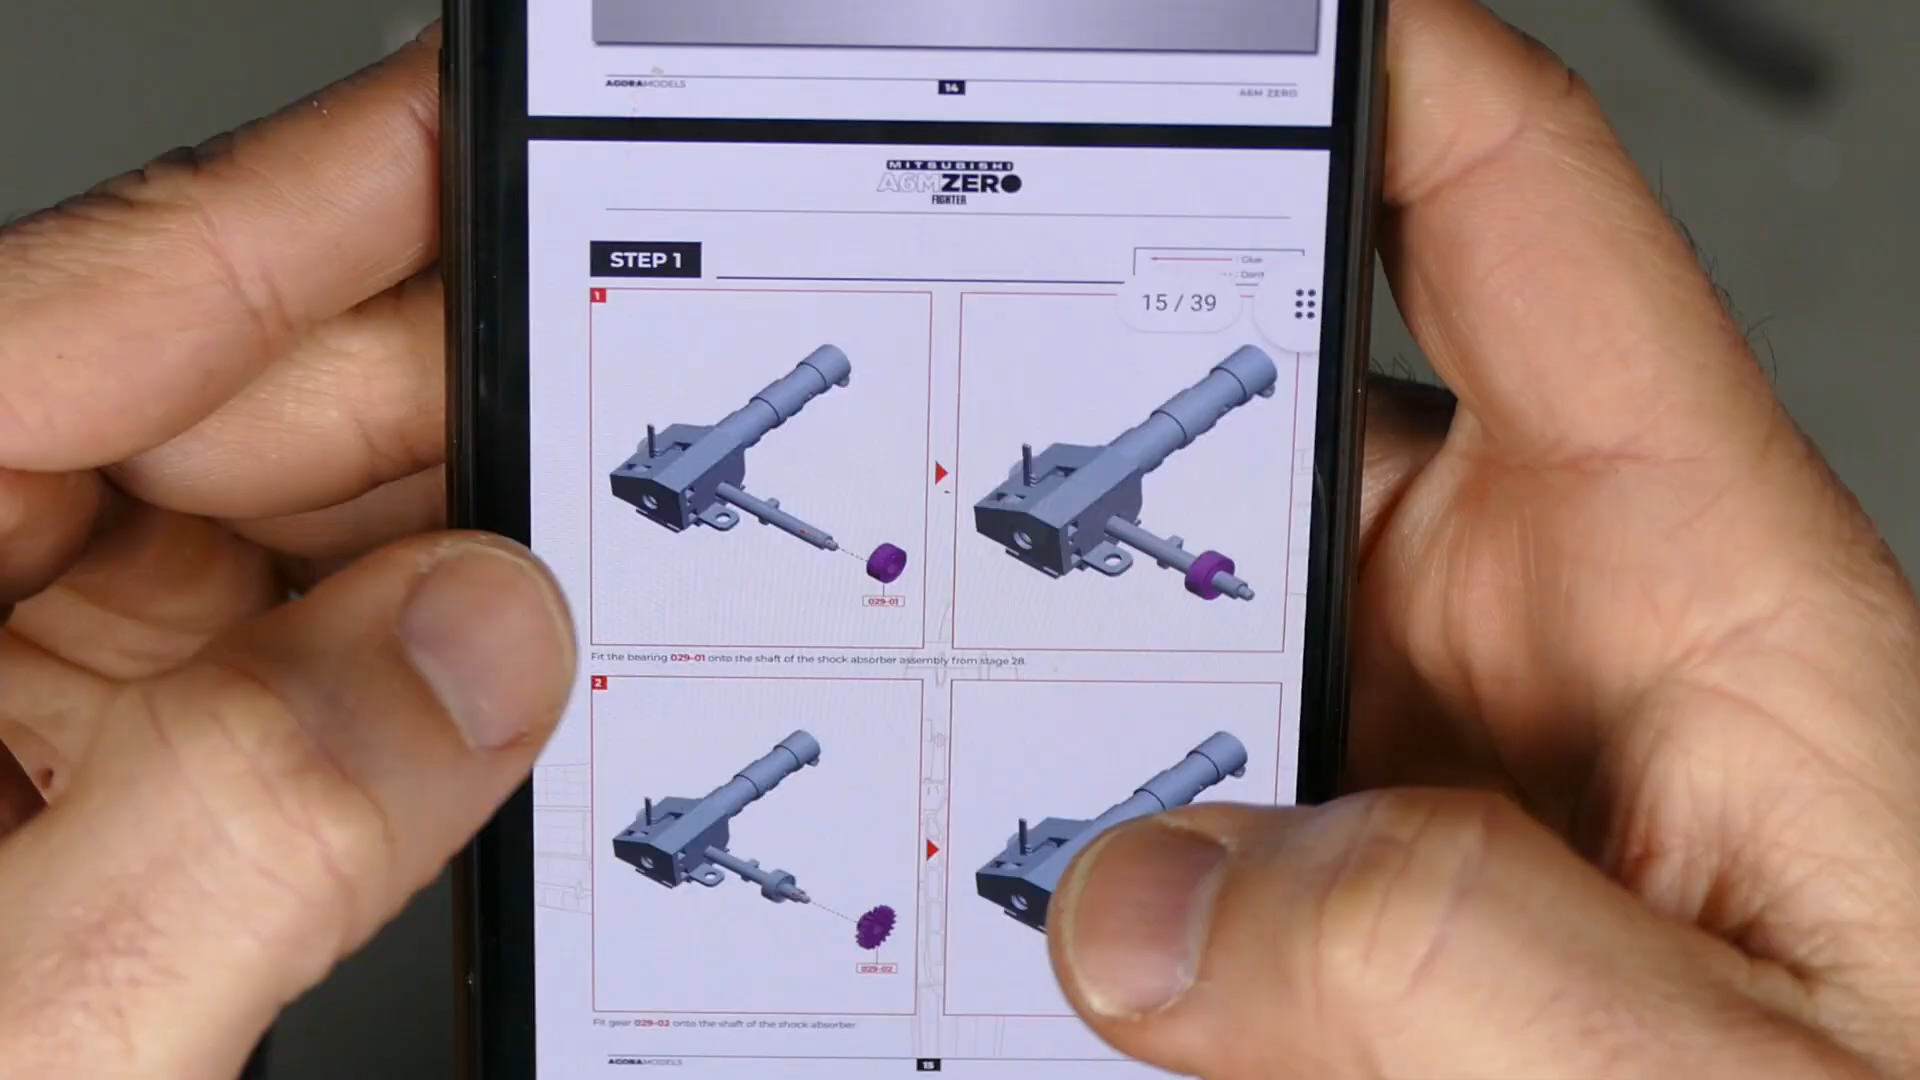 AGORAMODELS
14
A6M ZERO
MITSUBISHI
A6MZERO
FIGHTER
STEP 1
: Glue
15 / 39
1
029-01
Fit the bearing 029-01 onto the shaft of the shock absorber assembly from stage 28.
2
029-02
Fit gear 029-02 onto the shaft of the shock absorber
AGORAMODELS
15